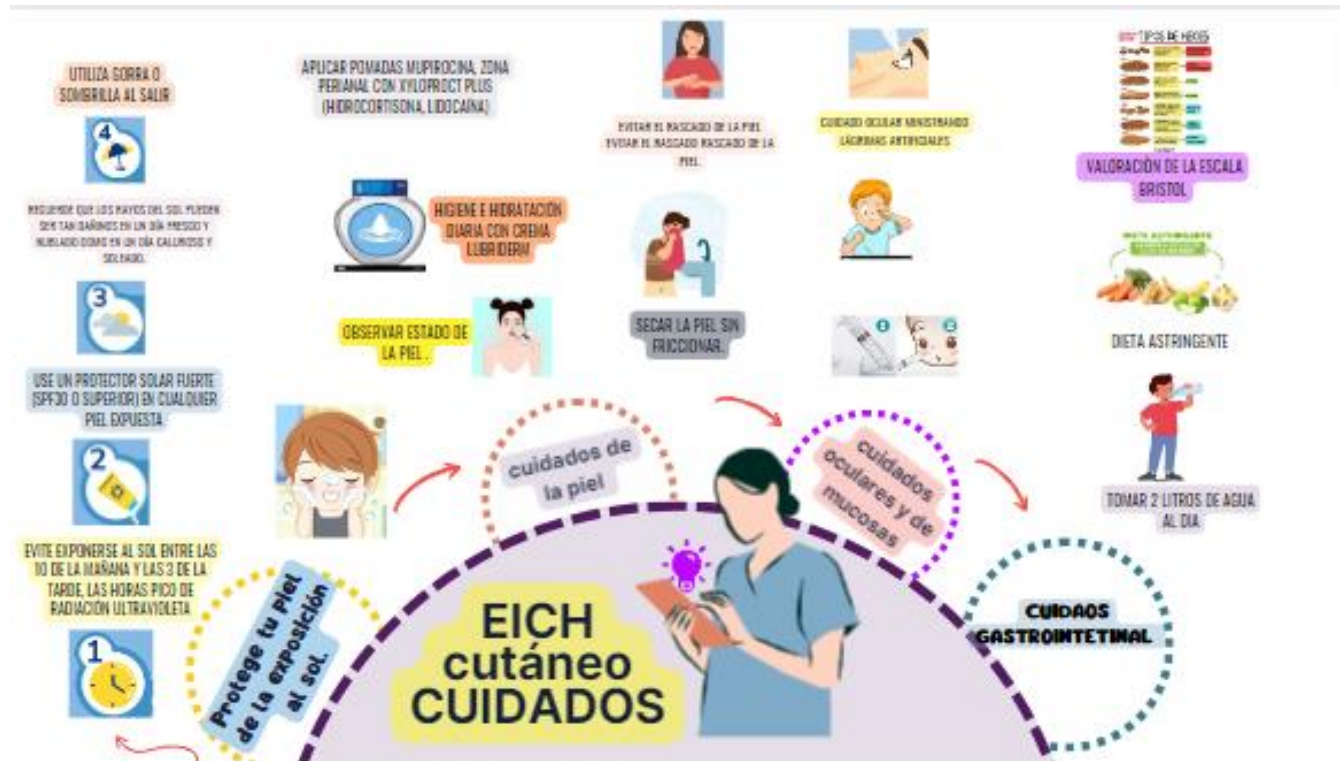 UTILIZA GORRA O
SOMBRILLA AL SALIR
4
RECUERDE QUE LOS RAYOS DEL SOL PUEDEN
SER TAN DAÑINOS EN UN DÍA FRESCO Y
NUBLADO COMO EN UN DÍA CALUROSO Y
SOLEADO.
3
USE UN PROTECTOR SOLAR FUERTE
(SPF30 O SUPERIOR) EN CUALQUIER
PIEL EXPUESTA
2
EVITE EXPONERSE AL SOL ENTRE LAS
10 DE LA MAÑANA Y LAS 3 DE LA
TARDE, LAS HORAS PICO DE
RADIACIÓN ULTRAVIOLETA
1
Protege tu piel
de la exposición
al sol.
APLICAR POMADAS MUPIROCINA, ZONA
PERIANAL CON XYLOPROCT PLUS
(HIDROCORTISONA, LIDOCAÍNA)
HIGIENE E HIDRATACIÓN
DIARIA CON CREMA
LUBRIDERM
OBSERVAR ESTADO DE
LA PIEL .
cuidados de
la piel
EVITAR EL RASCADO DE LA PIEL
EVITAR EL RASGADO RASCADO DE LA
PIEL.
SECAR LA PIEL SIN
FRICCIONAR.
CUIDADO OCULAR MINISTRANDO
LÁGRIMAS ARTIFICIALES
cuidados
oculares y de
mucosas
TIPOS DE HECES
VALORACIÓN DE LA ESCALA
BRISTOL
DIETA ASTRINGENTE
DIETA ASTRINGENTE
TOMAR 2 LITROS DE AGUA
AL DIA
CUIDAOS
GASTROINTETINAL
EICH
cutáneo
CUIDADOS